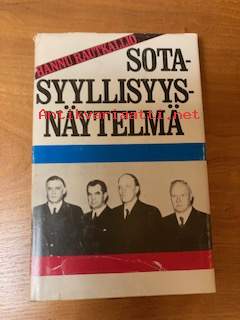 HANNU RAUTKALLIO
SOTA-
SYYLLISYYS-
NÄYTELMÄ
Antikvariaatti.net